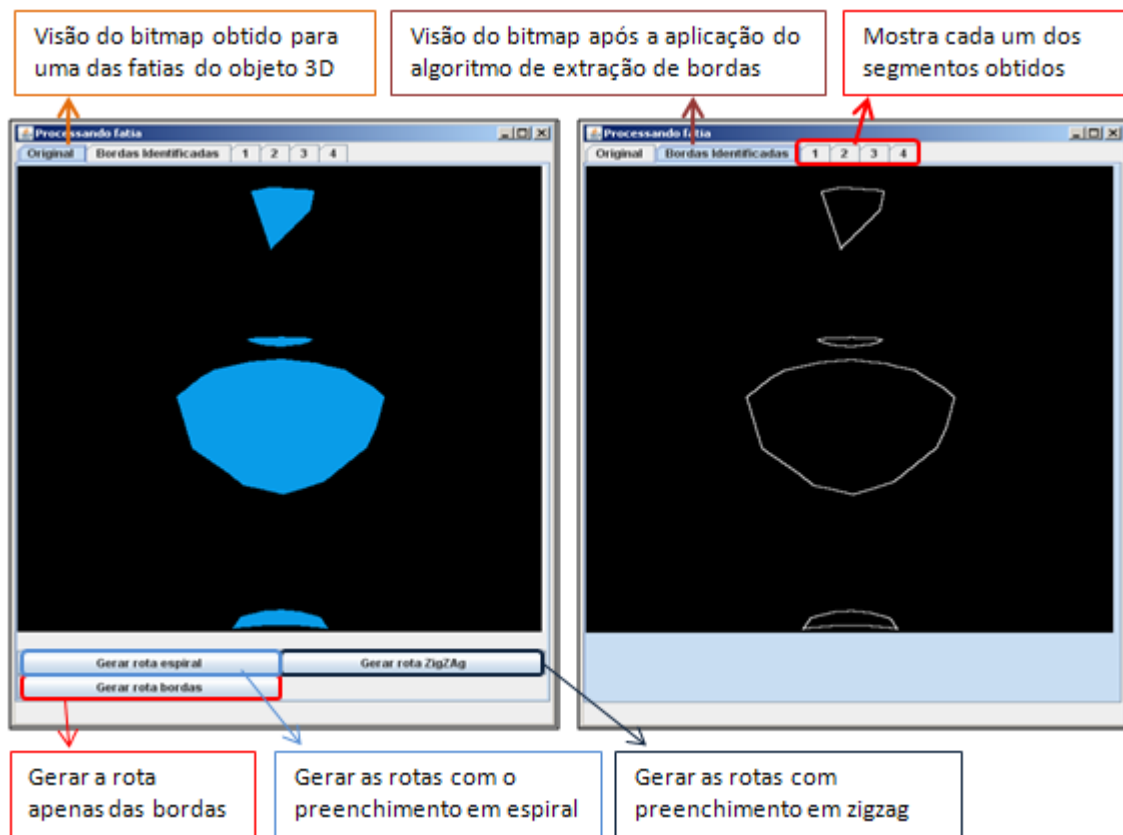 Visão do bitmap obtido para
uma das fatias do objeto 3D
Visão do bitmap após a aplicação do
algoritmo de extração de bordas
Mostra cada um dos
segmentos obtidos
Processando fatia
Original Bordas Identificadas 1 2 3 4
Processando fatia
Original Bordas Identificadas 1 2 3 4
Gerar rota espiral
Gerar rota ZigZAg
Gerar rota bordas
Gerar a rota
apenas das bordas
Gerar as rotas com o
preenchimento em espiral
Gerar as rotas com
preenchimento em zigzag